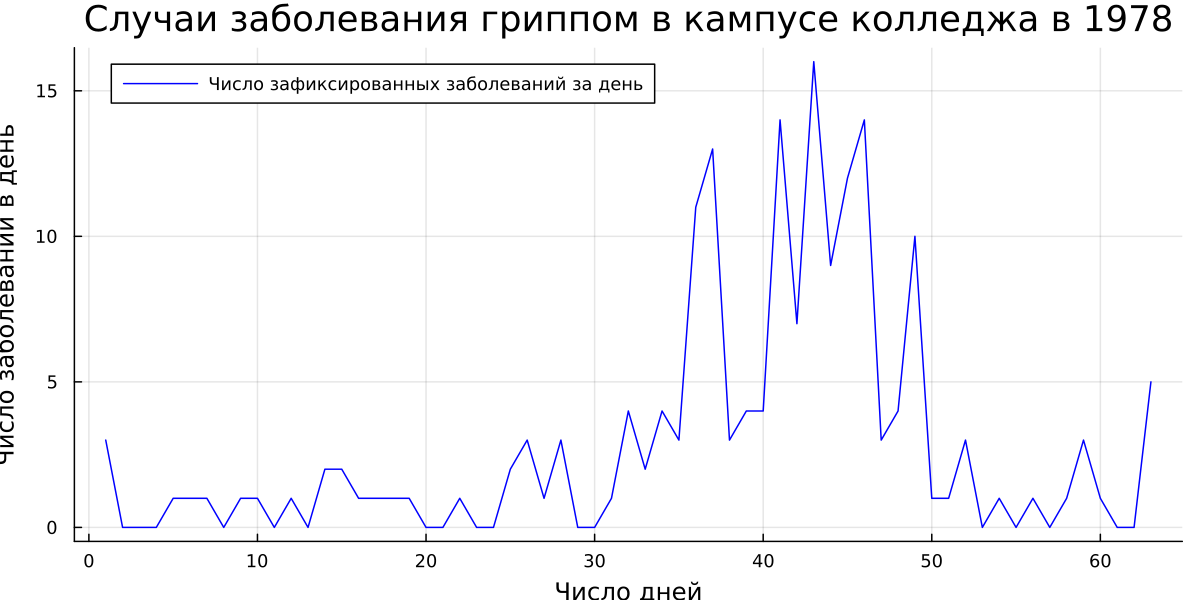 Случаи заболевания гриппом в кампусе колледжа в 1978
Число зафиксированных заболеваний за день
Число заболевании в день
15
10
5
0
0 10 20 30 40 50 60
Число дней